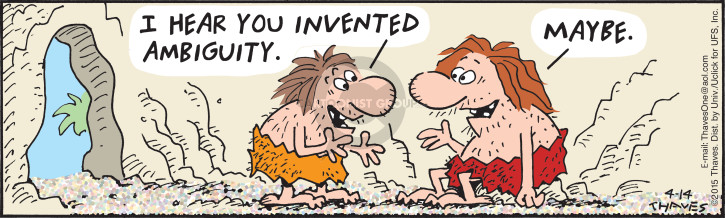 I HEAR YOU INVENTED
AMBIGUITY.
MAYBE.
E-mail: ThavesOne@aol.com
©2016 Thaves. Dist. by Univ./Uclick for UFS, Inc.
4-14
THAVES